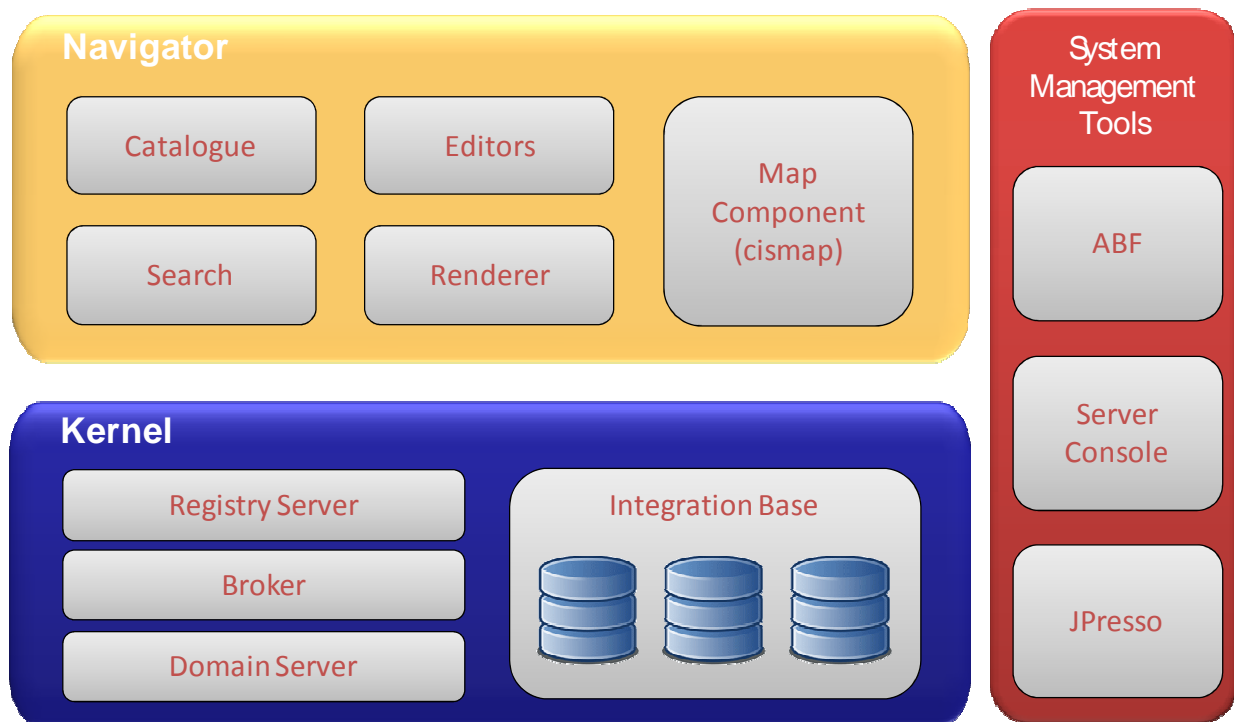 Navigator
Catalogue
Editors
Search
Renderer
Map
Component
(cismap)
Kernel
Registry Server
Broker
Domain Server
Integration Base
System
Management
Tools
ABF
Server
Console
JPresso